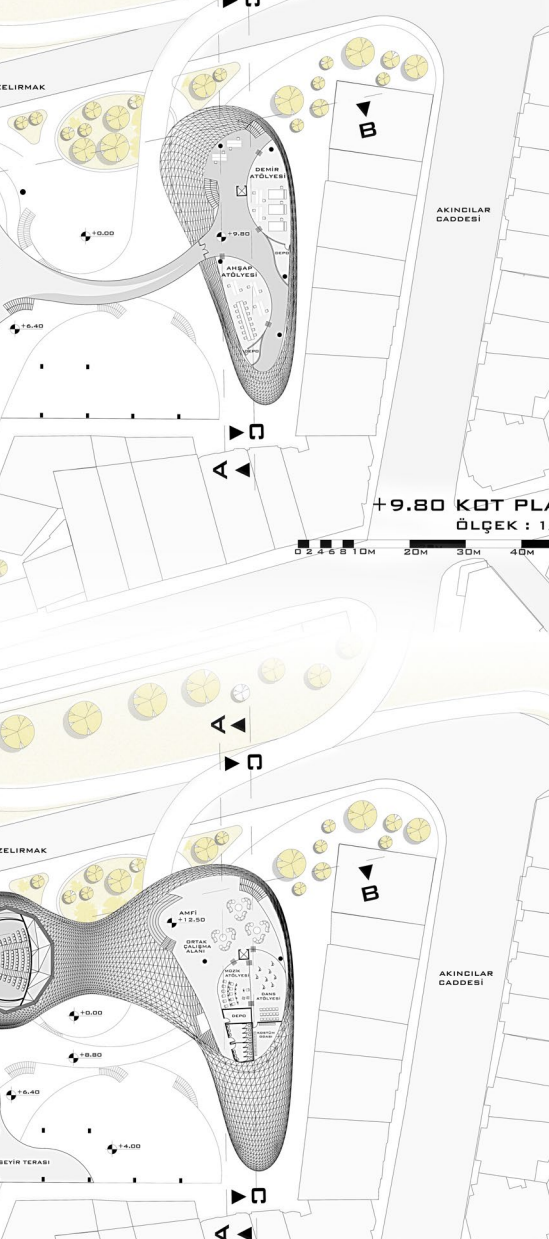 C
ZELIRMAK
B
DEMİR
ATÖLYESİ
AKINCILAR
CADDESİ
+0.00
+9.80
DEPO
AHŞAP
ATÖLYESİ
+6.40
DEPO
C
A
+9.80 KOT PLA
ÖLÇEK : 1
0 2 4 6 8 10M 20M 30M 40M
A
C
ZELIRMAK
B
AMFİ
+12.50
ORTAK
ÇALIŞMA
ALANI
AKINCILAR
CADDESİ
MÜZİK
ATÖLYESİ
DANS
ATÖLYESİ
+0.00
DEPO
+8.80
+6.40
+4.00
SEYİR TERASI
C
A